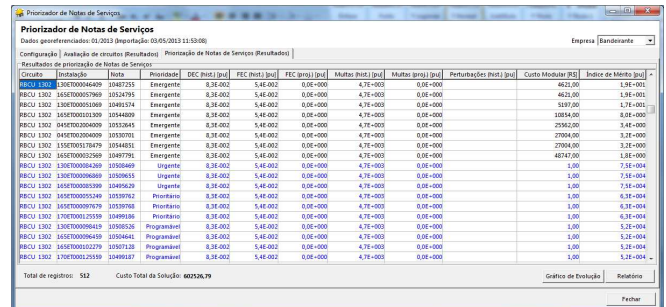 Priorizador de Notas de Serviços
Priorizador de Notas de Serviços
Dados georeferenciados: 01/2013 (Importação: 03/05/2013 11:53:08)
Empresa Bandeirante
Configuração Avaliação de circuitos (Resultados) Priorização de Notas de Serviços (Resultados)
Resultados de priorização de Notas de Serviço
Circuito Instalação Nota Prioridade DEC (hist.) [pu] FEC (hist.) [pu] FEC (proj.) [pu] Multas (hist.) [pu] Multas (proj.) [pu] Perturbações (hist.) [pu] Custo Modular [R$] Índice de Mérito [pu]
RBCU 1302 130ET000046409 10487255 Emergente 8,3E-002 5,4E-002 0,0E+000 4,7E+003 0,0E+000 4621,00 1,9E+001
RBCU 1302 165ET000057969 10524795 Emergente 8,3E-002 5,4E-002 0,0E+000 4,7E+003 0,0E+000 4621,00 1,9E+001
RBCU 1302 130ET000051069 10491574 Emergente 8,3E-002 5,4E-002 0,0E+000 4,7E+003 0,0E+000 5197,00 1,7E+001
RBCU 1302 165ET000101309 10544809 Emergente 8,3E-002 5,4E-002 0,0E+000 4,7E+003 0,0E+000 10854,00 8,0E+000
RBCU 1302 045ET002004009 10532645 Emergente 8,3E-002 5,4E-002 0,0E+000 4,7E+003 0,0E+000 25562,00 3,4E+000
RBCU 1302 045ET002004009 10530701 Emergente 8,3E-002 5,4E-002 0,0E+000 4,7E+003 0,0E+000 27004,00 3,2E+000
RBCU 1302 155ET005178479 10544851 Emergente 8,3E-002 5,4E-002 0,0E+000 4,7E+003 0,0E+000 27004,00 3,2E+000
RBCU 1302 165ET000032569 10497791 Emergente 8,3E-002 5,4E-002 0,0E+000 4,7E+003 0,0E+000 48747,00 1,8E+000
RBCU 1302 130ET000084269 10508469 Urgente 8,3E-002 5,4E-002 0,0E+000 4,7E+003 0,0E+000 1,00 7,5E+004
RBCU 1302 130ET000096869 10509655 Urgente 8,3E-002 5,4E-002 0,0E+000 4,7E+003 0,0E+000 1,00 7,5E+004
RBCU 1302 170ET000085399 10495629 Urgente 8,3E-002 5,4E-002 0,0E+000 4,7E+003 0,0E+000 1,00 7,5E+004
RBCU 1302 165ET000055249 10539762 Prioritário 8,3E-002 5,4E-002 0,0E+000 4,7E+003 0,0E+000 1,00 6,3E+004
RBCU 1302 165ET000097679 10539768 Prioritário 8,3E-002 5,4E-002 0,0E+000 4,7E+003 0,0E+000 1,00 6,3E+004
RBCU 1302 170ET000125559 10499186 Prioritário 8,3E-002 5,4E-002 0,0E+000 4,7E+003 0,0E+000 1,00 6,3E+004
RBCU 1302 130ET000098419 10508526 Programável 8,3E-002 5,4E-002 0,0E+000 4,7E+003 0,0E+000 1,00 5,2E+004
RBCU 1302 165ET000096459 10504641 Programável 8,3E-002 5,4E-002 0,0E+000 4,7E+003 0,0E+000 1,00 5,2E+004
RBCU 1302 165ET000102279 10507128 Programável 8,3E-002 5,4E-002 0,0E+000 4,7E+003 0,0E+000 1,00 5,2E+004
RBCU 1302 170ET000125559 10499187 Programável 8,3E-002 5,4E-002 0,0E+000 4,7E+003 0,0E+000 1,00 5,2E+004
Total de registros: 512 Custo Total da Solução: 602526,79 Gráfico de Evolução Relatório
Fechar